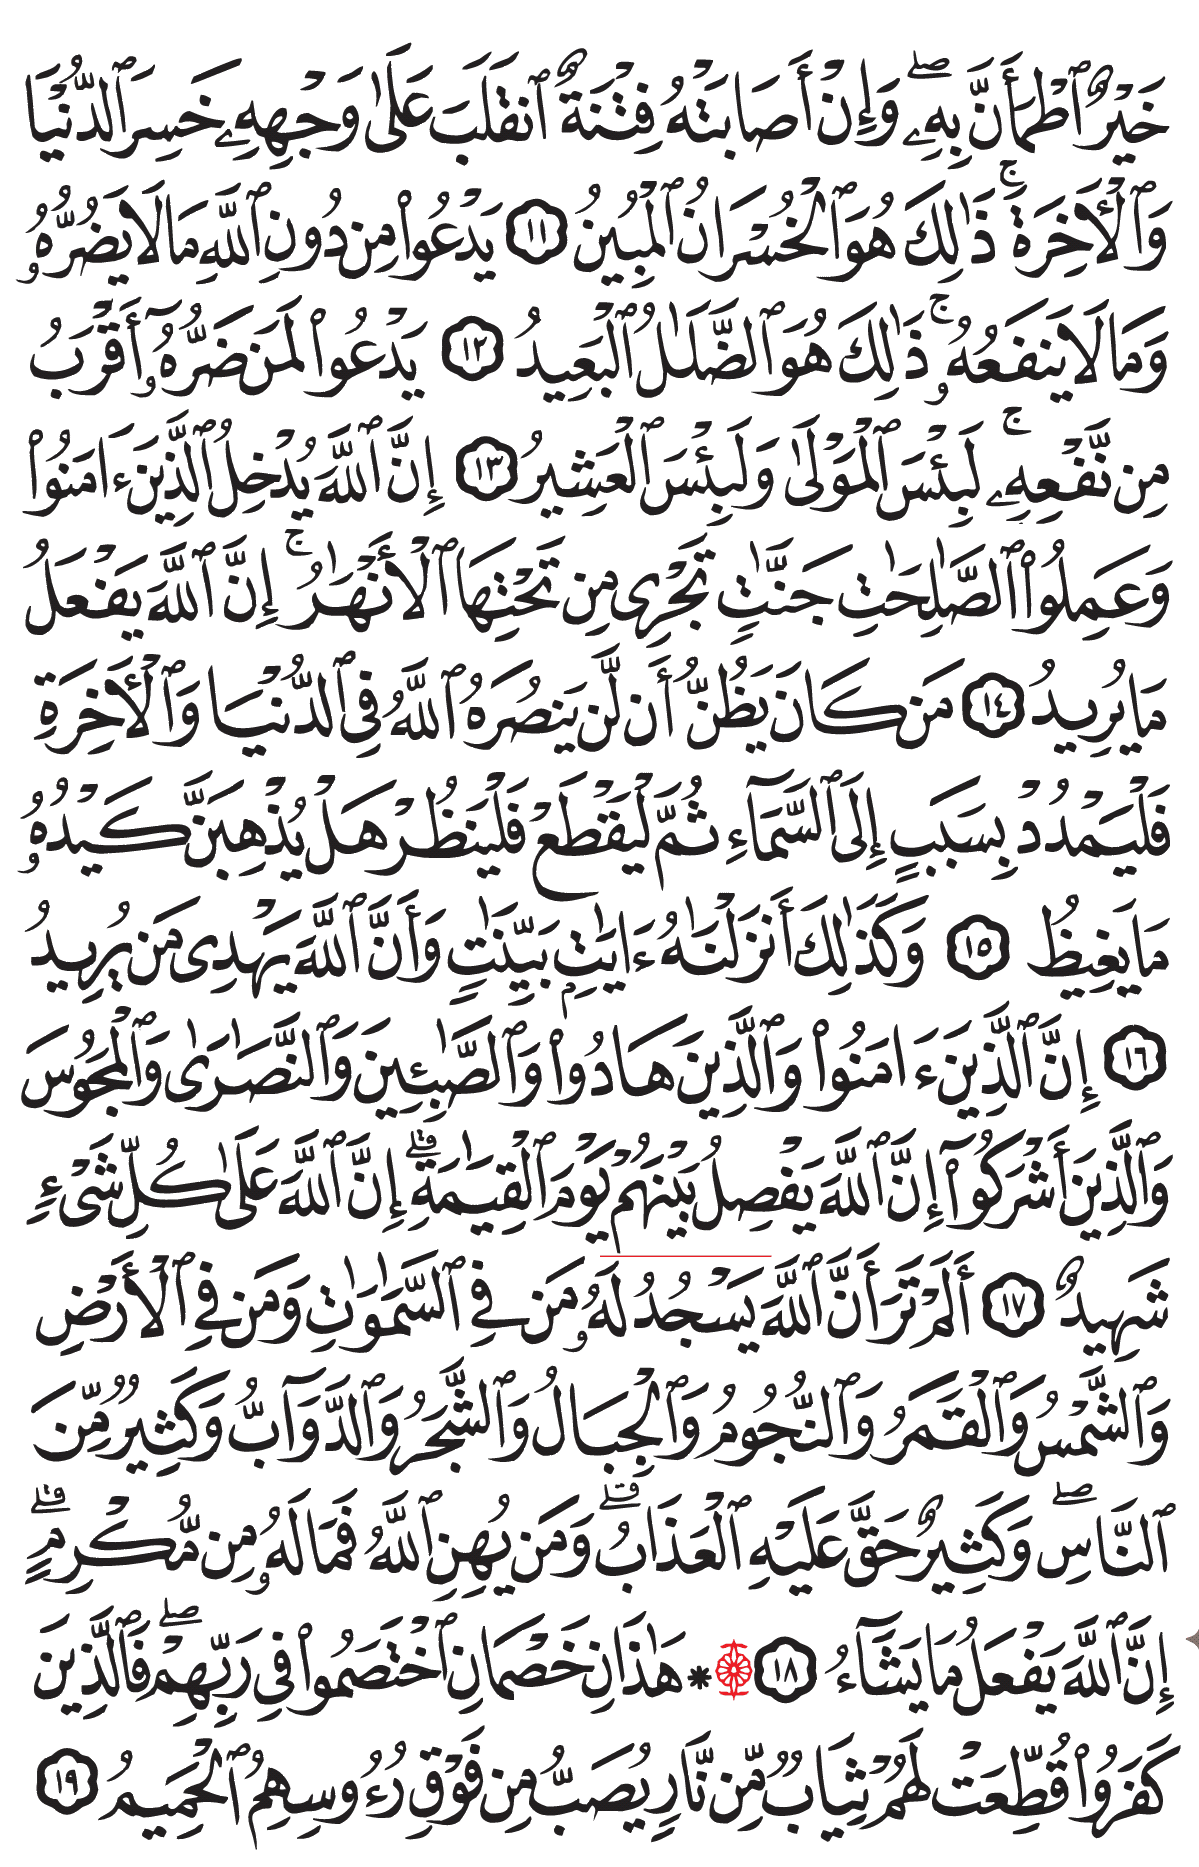 خَيْرٌ ٱطْمَأَنَّ بِهِۦ ۖ وَإِنْ أَصَابَتْهُ فِتْنَةٌ ٱنقَلَبَ عَلَىٰ وَجْهِهِۦ خَسِرَ ٱلدُّنْيَا
وَٱلْأَخِرَةَ ۚ ذَٰلِكَ هُوَ ٱلْخُسْرَانُ ٱلْمُبِينُ ١١ يَدْعُوا۟ مِن دُونِ ٱللَّهِ مَا لَا يَضُرُّهُۥ
وَمَا لَا يَنفَعُهُۥ ۚ ذَٰلِكَ هُوَ ٱلضَّلَٰلُ ٱلْبَعِيدُ ١٢ يَدْعُوا۟ لَمَن ضَرُّهُۥٓ أَقْرَبُ
مِن نَّفْعِهِۦ ۚ لَبِئْسَ ٱلْمَوْلَىٰ وَلَبِئْسَ ٱلْعَشِيرُ ١٣ إِنَّ ٱللَّهَ يُدْخِلُ ٱلَّذِينَ ءَامَنُوا۟
وَعَمِلُوا۟ ٱلصَّٰلِحَٰتِ جَنَّٰتٍ تَجْرِى مِن تَحْتِهَا ٱلْأَنْهَٰرُ ۚ إِنَّ ٱللَّهَ يَفْعَلُ
مَا يُرِيدُ ١٤ مَن كَانَ يَظُنُّ أَن لَّن يَنصُرَهُ ٱللَّهُ فِى ٱلدُّنْيَا وَٱلْأَخِرَةِ
فَلْيَمْدُدْ بِسَبَبٍ إِلَى ٱلسَّمَآءِ ثُمَّ لْيَقْطَعْ فَلْيَنظُرْ هَلْ يُذْهِبَنَّ كَيْدُهُۥ
مَا يَغِيظُ ١٥ وَكَذَٰلِكَ أَنزَلْنَٰهُ ءَايَٰتٍۭ بَيِّنَٰتٍ وَأَنَّ ٱللَّهَ يَهْدِى مَن يُرِيدُ
١٦ إِنَّ ٱلَّذِينَ ءَامَنُوا۟ وَٱلَّذِينَ هَادُوا۟ وَٱلصَّٰبِـِٔينَ وَٱلنَّصَٰرَىٰ وَٱلْمَجُوسَ
وَٱلَّذِينَ أَشْرَكُوٓا۟ إِنَّ ٱللَّهَ يَفْصِلُ بَيْنَهُمْ يَوْمَ ٱلْقِيَٰمَةِ ۗ إِنَّ ٱللَّهَ عَلَىٰ كُلِّ شَىْءٍ
شَهِيدٌ ١٧ أَلَمْ تَرَ أَنَّ ٱللَّهَ يَسْجُدُ لَهُۥ مَن فِى ٱلسَّمَٰوَٰتِ وَمَن فِى ٱلْأَرْضِ
وَٱلشَّمْسُ وَٱلْقَمَرُ وَٱلنُّجُومُ وَٱلْجِبَالُ وَٱلشَّجَرُ وَٱلدَّوَآبُّ وَكَثِيرٌ مِّنَ
ٱلنَّاسِ ۖ وَكَثِيرٌ حَقَّ عَلَيْهِ ٱلْعَذَابُ ۗ وَمَن يُهِنِ ٱللَّهُ فَمَا لَهُۥ مِن مُّكْرِمٍ ۗ
إِنَّ ٱللَّهَ يَفْعَلُ مَا يَشَآءُ ١٨ * هَٰذَانِ خَصْمَانِ ٱخْتَصَمُوا۟ فِى رَبِّهِمْ ۖ فَٱلَّذِينَ
كَفَرُوا۟ قُطِّعَتْ لَهُمْ ثِيَابٌ مِّن نَّارٍ يُصَبُّ مِن فَوْقِ رُءُوسِهِمُ ٱلْحَمِيمُ ١٩